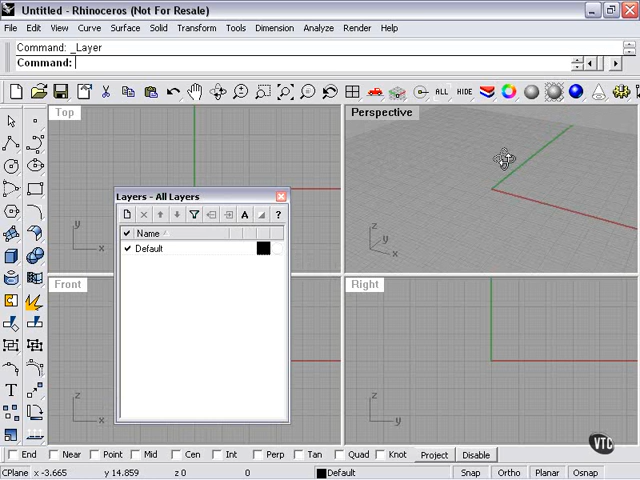 Untitled - Rhinoceros (Not For Resale)
File Edit View Curve Surface Solid Transform Tools Dimension Analyze Render Help
Command: _Layer
Command:
ALL HIDE
Top
Perspective
Layers - All Layers
A ?
Name
Default
y
x
z
y
x
Front
Right
T
z
x
z
y
End Near Point Mid Cen Int Perp Tan Quad Knot Project Disable
CPlane x -3.665 y 14.859 z 0 0 Default Snap Ortho Planar Osnap
VTC